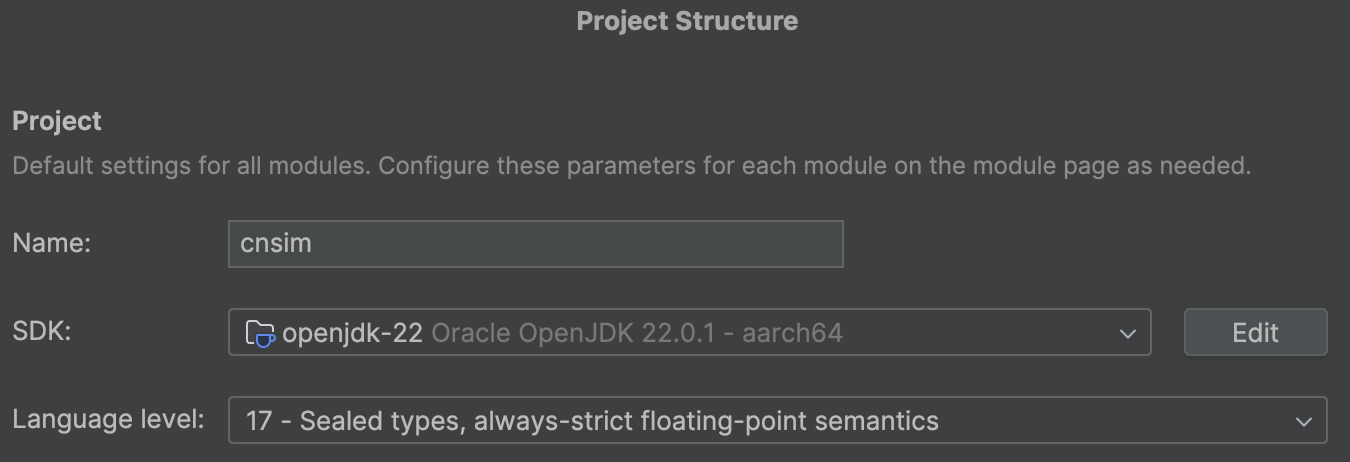 Project Structure
Project
Default settings for all modules. Configure these parameters for each module on the module page as needed.
Name: cnsim
SDK: openjdk-22 Oracle OpenJDK 22.0.1 - aarch64 Edit
Language level: 17 - Sealed types, always-strict floating-point semantics